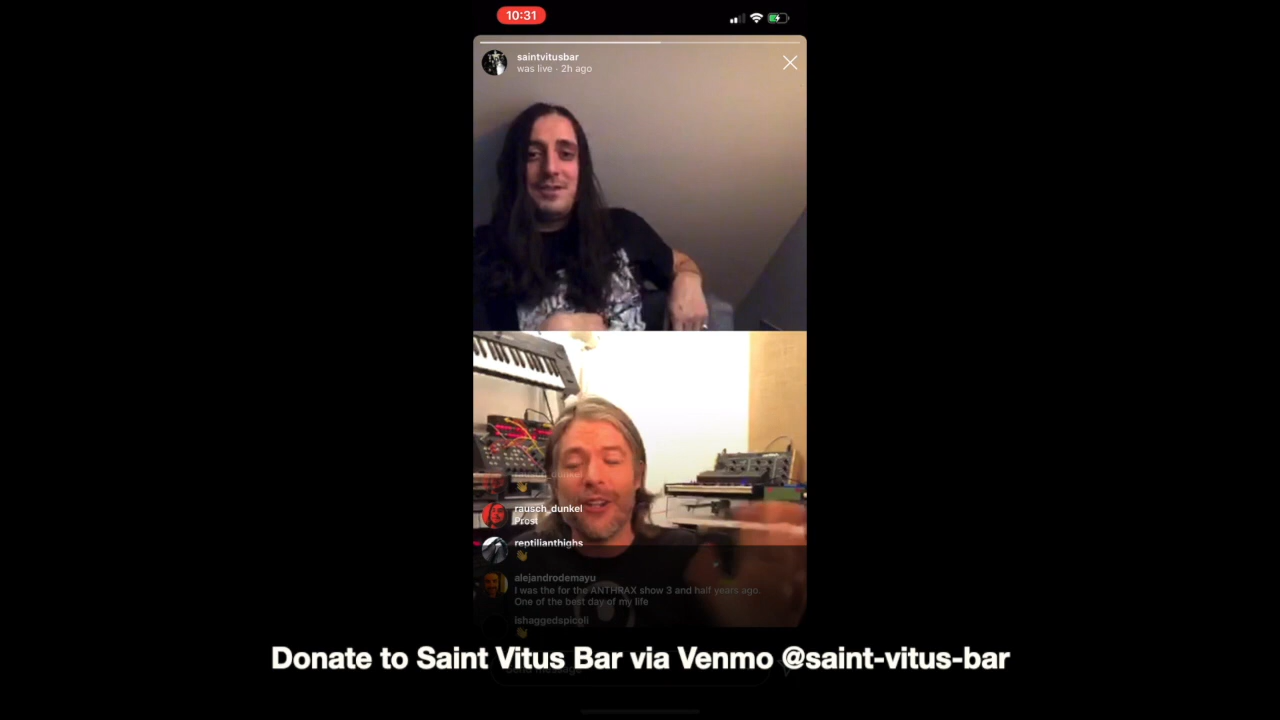 10:31
saintvitusbar
was live · 2h ago
rausch_dunkel
Prost
reptilianthighs
alejandrodemayu
I was the for the ANTHRAX show 3 and half years ago.
One of the best day of my life
ishaggedspicoli
Donate to Saint Vitus Bar via Venmo @saint-vitus-bar